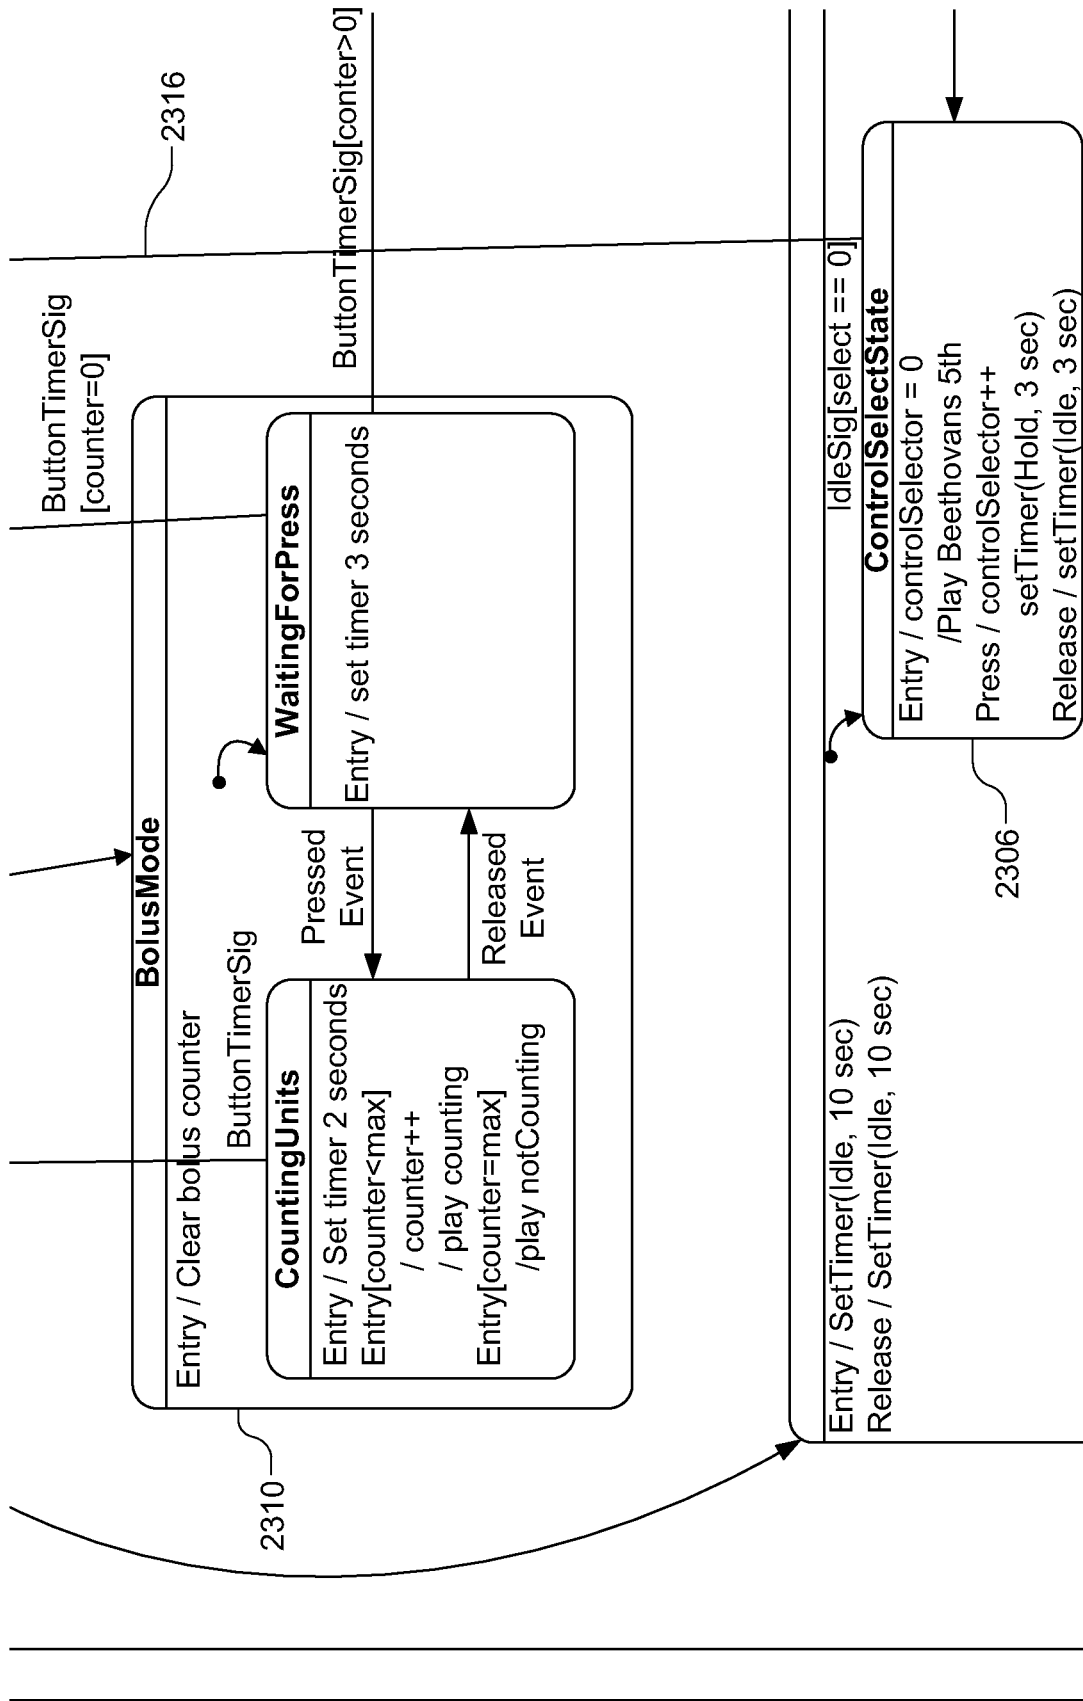 2316
ButtonTimerSig
[counter=0]
ButtonTimerSig[conter>0]
BolusMode
Entry / Clear bolus counter
ButtonTimerSig
CountingUnits
Entry / Set timer 2 seconds
Entry[counter<max]
/ counter++
/ play counting
Entry[counter=max]
/play notCounting
Pressed
Event
Released
Event
WaitingForPress
Entry / set timer 3 seconds
2310
Entry / SetTimer(Idle, 10 sec)
Release / SetTimer(Idle, 10 sec)
IdleSig[select == 0]
ControlSelectState
Entry / controlSelector = 0
/Play Beethovans 5th
Press / controlSelector++
setTimer(Hold, 3 sec)
Release / setTimer(Idle, 3 sec)
2306